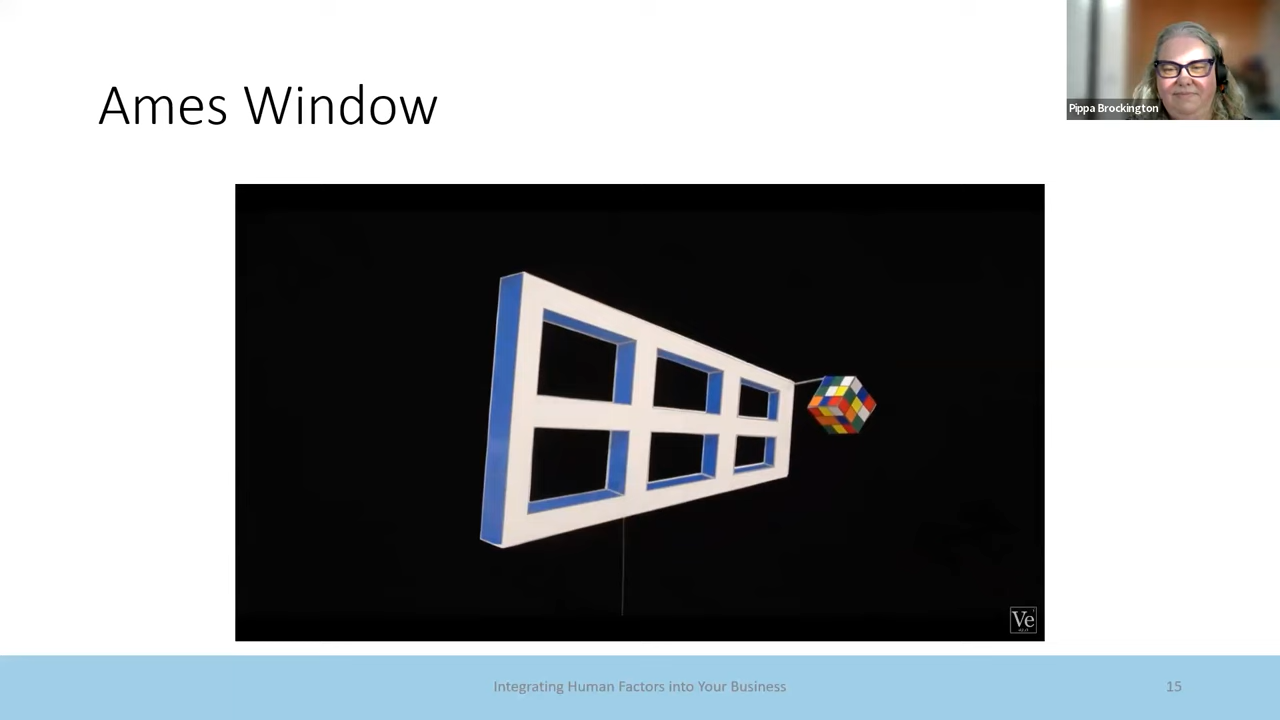 Ames Window
Pippa Brockington
Ve
Integrating Human Factors into Your Business
15